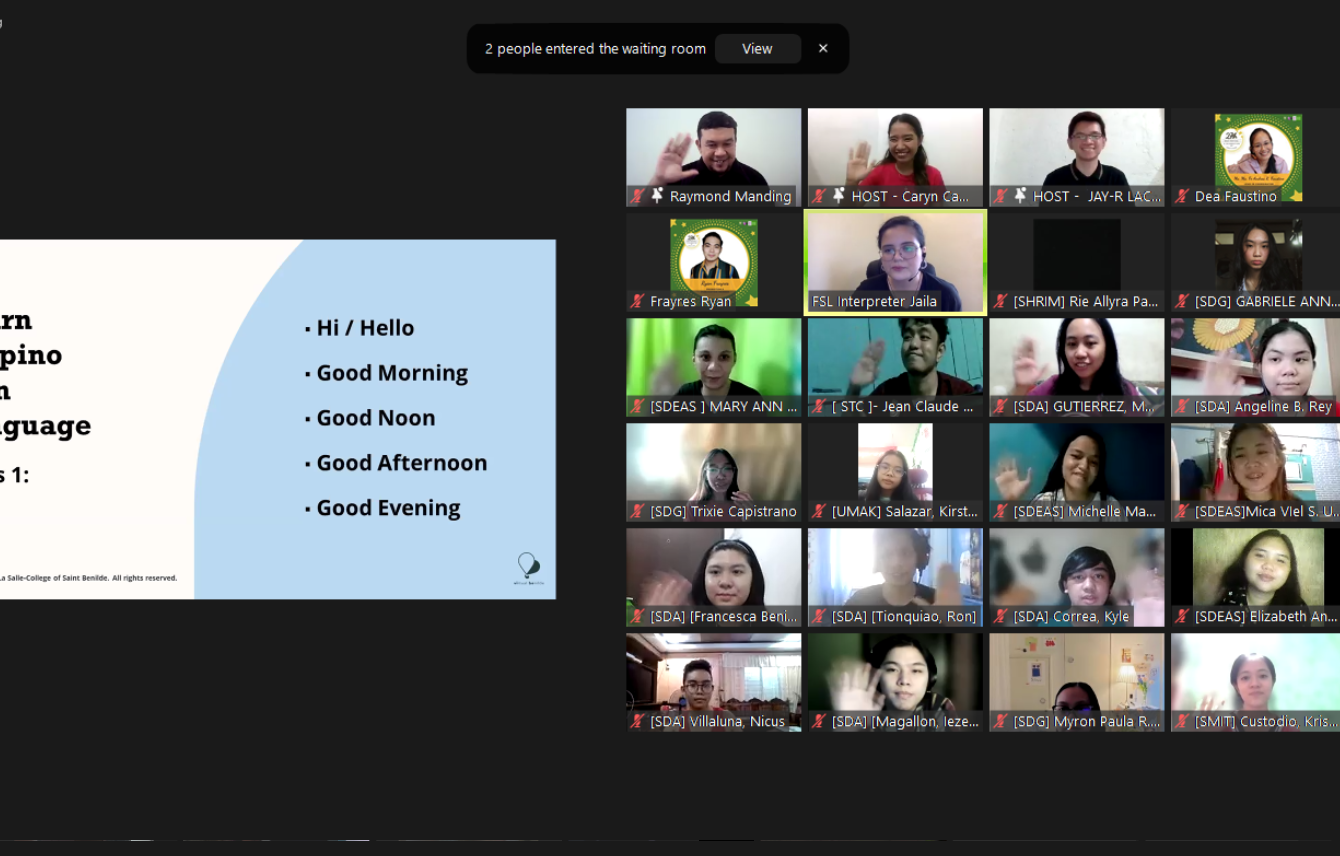 2 people entered the waiting room View
rn
pino
n
guage
s 1:
▪ Hi / Hello
▪ Good Morning
▪ Good Noon
▪ Good Afternoon
▪ Good Evening
La Salle-College of Saint Benilde. All rights reserved.
Raymond Manding
HOST - Caryn Ca...
HOST - JAY-R LAC...
Dea Faustino
Frayres Ryan
FSL Interpreter Jaila
[SHRIM] Rie Allyra Pa...
[SDG] GABRIELE ANN...
[SDEAS ] MARY ANN ...
[ STC ]- Jean Claude ...
[SDA] GUTIERREZ, M...
[SDA] Angeline B. Rey
[SDG] Trixie Capistrano
[UMAK] Salazar, Kirst...
[SDEAS] Michelle Ma...
[SDEAS]Mica VIel S. U...
[SDA] [Francesca Beni...
[SDA] [Tionquiao, Ron]
[SDA] Correa, Kyle
[SDEAS] Elizabeth An...
[SDA] Villaluna, Nicus
[SDA] [Magallon, Ieze...
[SDG] Myron Paula R....
[SMIT] Custodio, Kris...